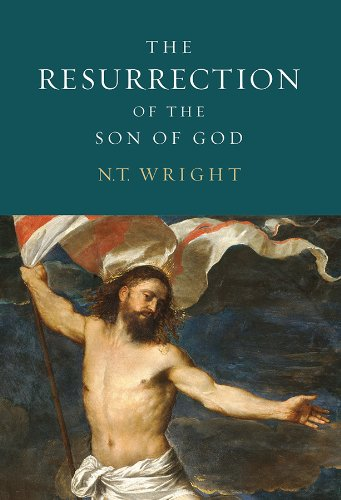 THE
RESURRECTION
OF THE
SON OF GOD
N.T. WRIGHT